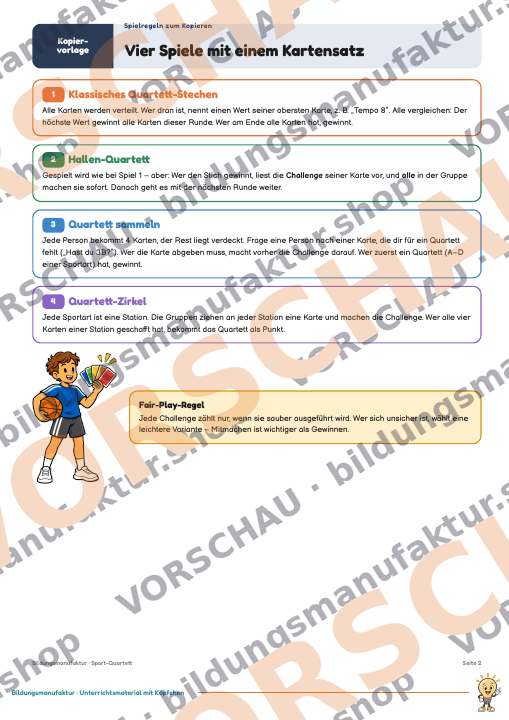 Spielregeln zum Kopieren
Kopier-
vorlage
Vier Spiele mit einem Kartensatz
1 Klassisches Quartett-Stechen
Alle Karten werden verteilt. Wer dran ist, nennt einen Wert seiner obersten Karte, z. B. „Tempo 8“. Alle vergleichen: Der
höchste Wert gewinnt alle Karten dieser Runde. Wer am Ende alle Karten hat, gewinnt.
2 Hallen-Quartett
Gespielt wird wie bei Spiel 1 – aber: Wer den Stich gewinnt, liest die Challenge seiner Karte vor, und alle in der Gruppe
machen sie sofort. Danach geht es mit der nächsten Runde weiter.
3 Quartett sammeln
Jede Person bekommt 4 Karten, der Rest liegt verdeckt. Frage eine Person nach einer Karte, die dir für ein Quartett
fehlt („Hast du 3B?“). Wer die Karte abgeben muss, macht vorher die Challenge darauf. Wer zuerst ein Quartett (A–D
einer Sportart) hat, gewinnt.
4 Quartett-Zirkel
Jede Sportart ist eine Station. Die Gruppen ziehen an jeder Station eine Karte und machen die Challenge. Wer alle vier
Karten einer Station geschafft hat, bekommt das Quartett als Punkt.
Fair-Play-Regel
Jede Challenge zählt nur, wenn sie sauber ausgeführt wird. Wer sich unsicher ist, wählt eine
leichtere Variante – Mitmachen ist wichtiger als Gewinnen.
VORSCHAU · bildungsmanufaktur.shop
Bildungsmanufaktur · Sport-Quartett
Seite 2
Bildungsmanufaktur · Unterrichtsmaterial mit Köpfchen